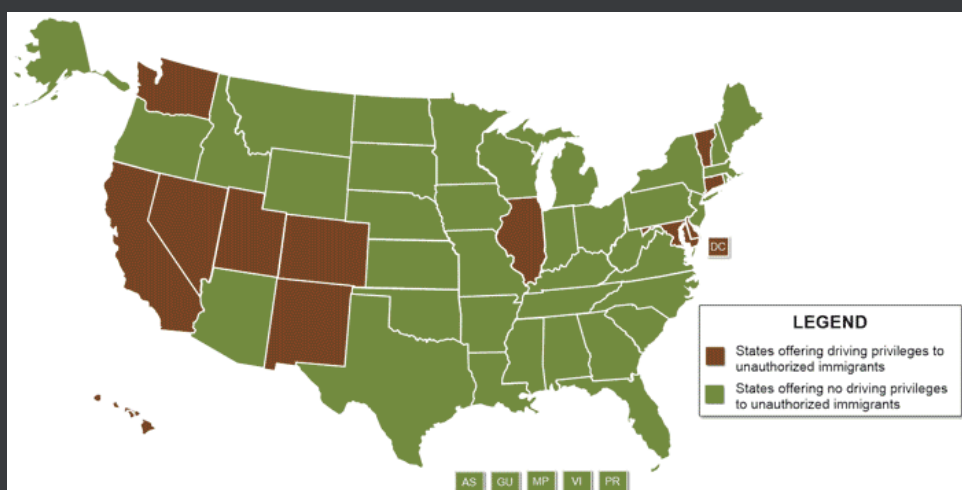 DC
LEGEND
States offering driving privileges to
unauthorized immigrants
States offering no driving privileges
to unauthorized immigrants
AS GU MP VI PR